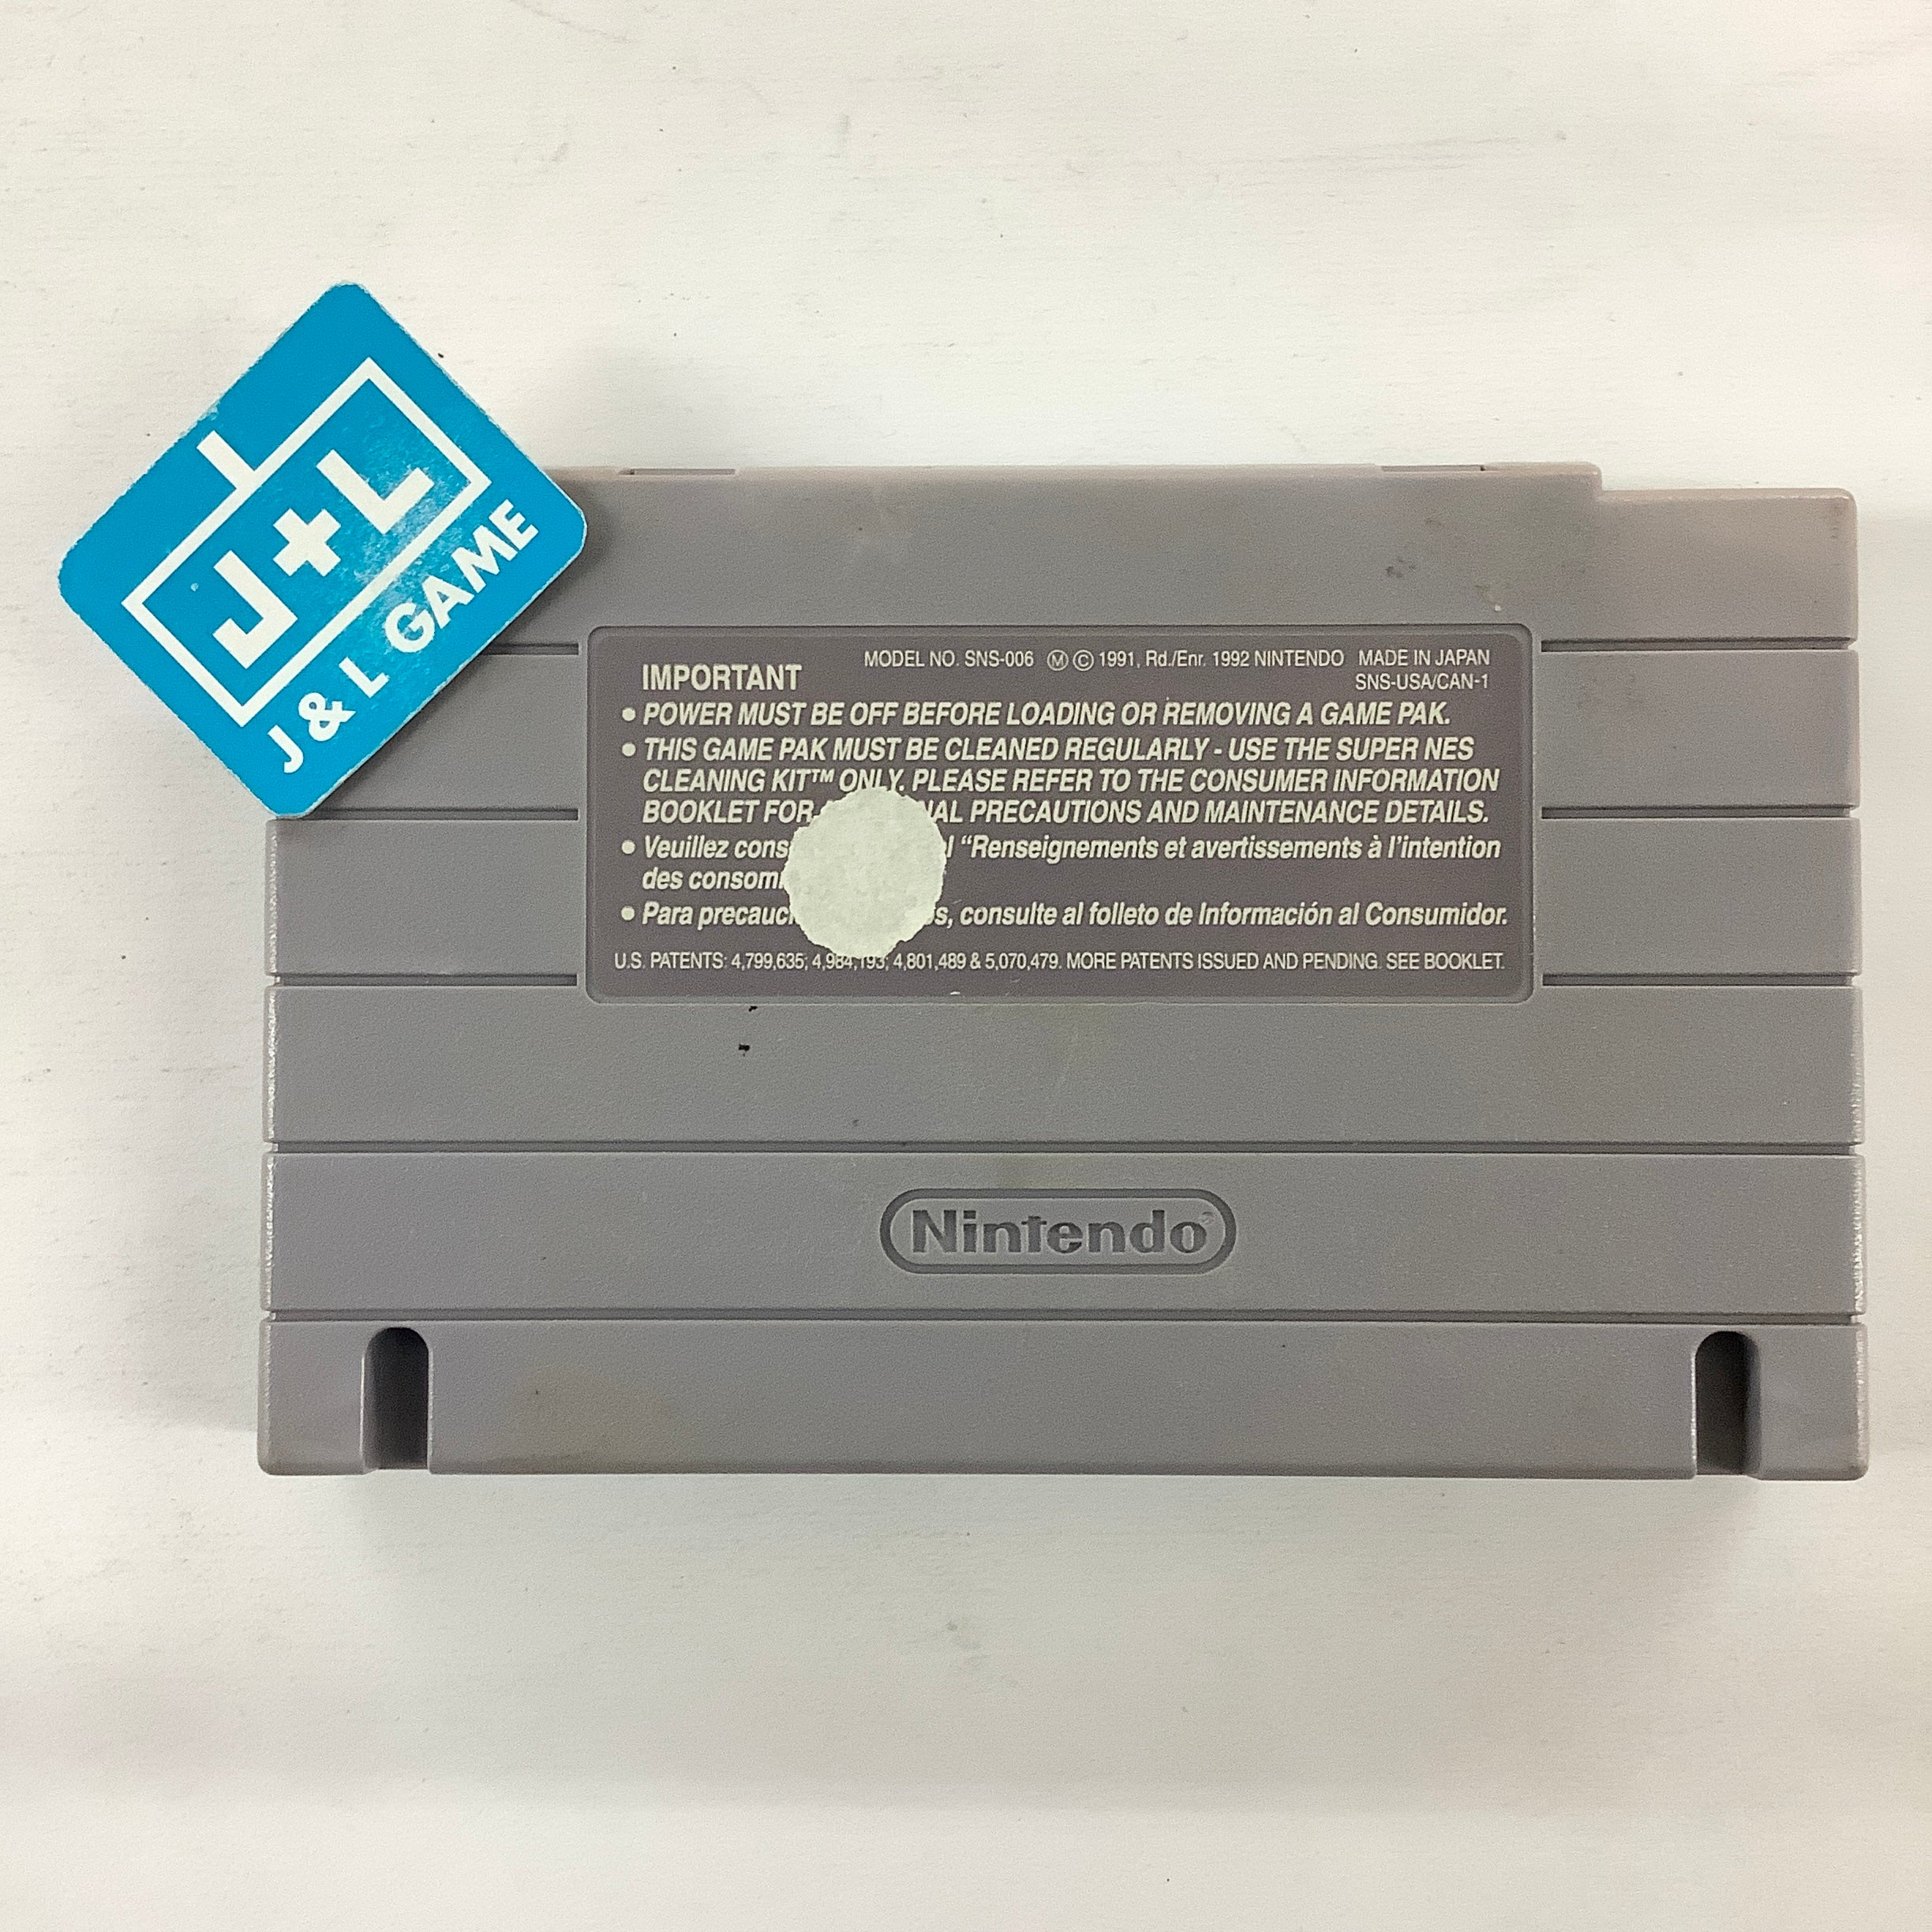 J+L
J & L GAME
IMPORTANT
MODEL NO. SNS-006 Ⓜ © 1991, Rd./Enr. 1992 NINTENDO MADE IN JAPAN
SNS-USA/CAN-1
• POWER MUST BE OFF BEFORE LOADING OR REMOVING A GAME PAK.
• THIS GAME PAK MUST BE CLEANED REGULARLY - USE THE SUPER NES
CLEANING KIT™ ONLY. PLEASE REFER TO THE CONSUMER INFORMATION
BOOKLET FOR PRECAUTIONS AND MAINTENANCE DETAILS.
• Veuillez “Renseignements et avertissements à l’intention
des
• Para consulte al folleto de Información al Consumidor.
U.S. PATENTS: 4,799,635; 4,984,193; 4,801,489 & 5,070,479. MORE PATENTS ISSUED AND PENDING. SEE BOOKLET.
Nintendo®